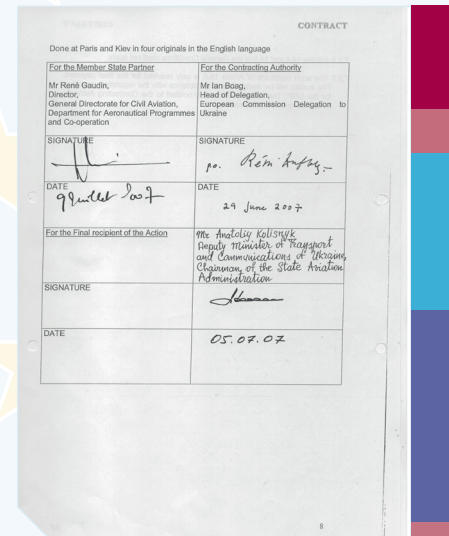 CONTRACT
Done at Paris and Kiev in four originals in the English language
For the Member State Partner
Mr René Gaudin,
Director,
General Directorate for Civil Aviation,
Department for Aeronautical Programmes
and Co-operation
For the Contracting Authority
Mr Ian Boag,
Head of Delegation,
European Commission Delegation to
Ukraine
SIGNATURE
SIGNATURE
p.o.
DATE
9 Juillet 2007
DATE
29 June 2007
For the Final recipient of the Action
Mr Anatoliy Kolisnyk
Deputy Minister of Transport
and Communications of Ukraine,
Chairman of the State Aviation
Administration
SIGNATURE
DATE
05.07.07
8